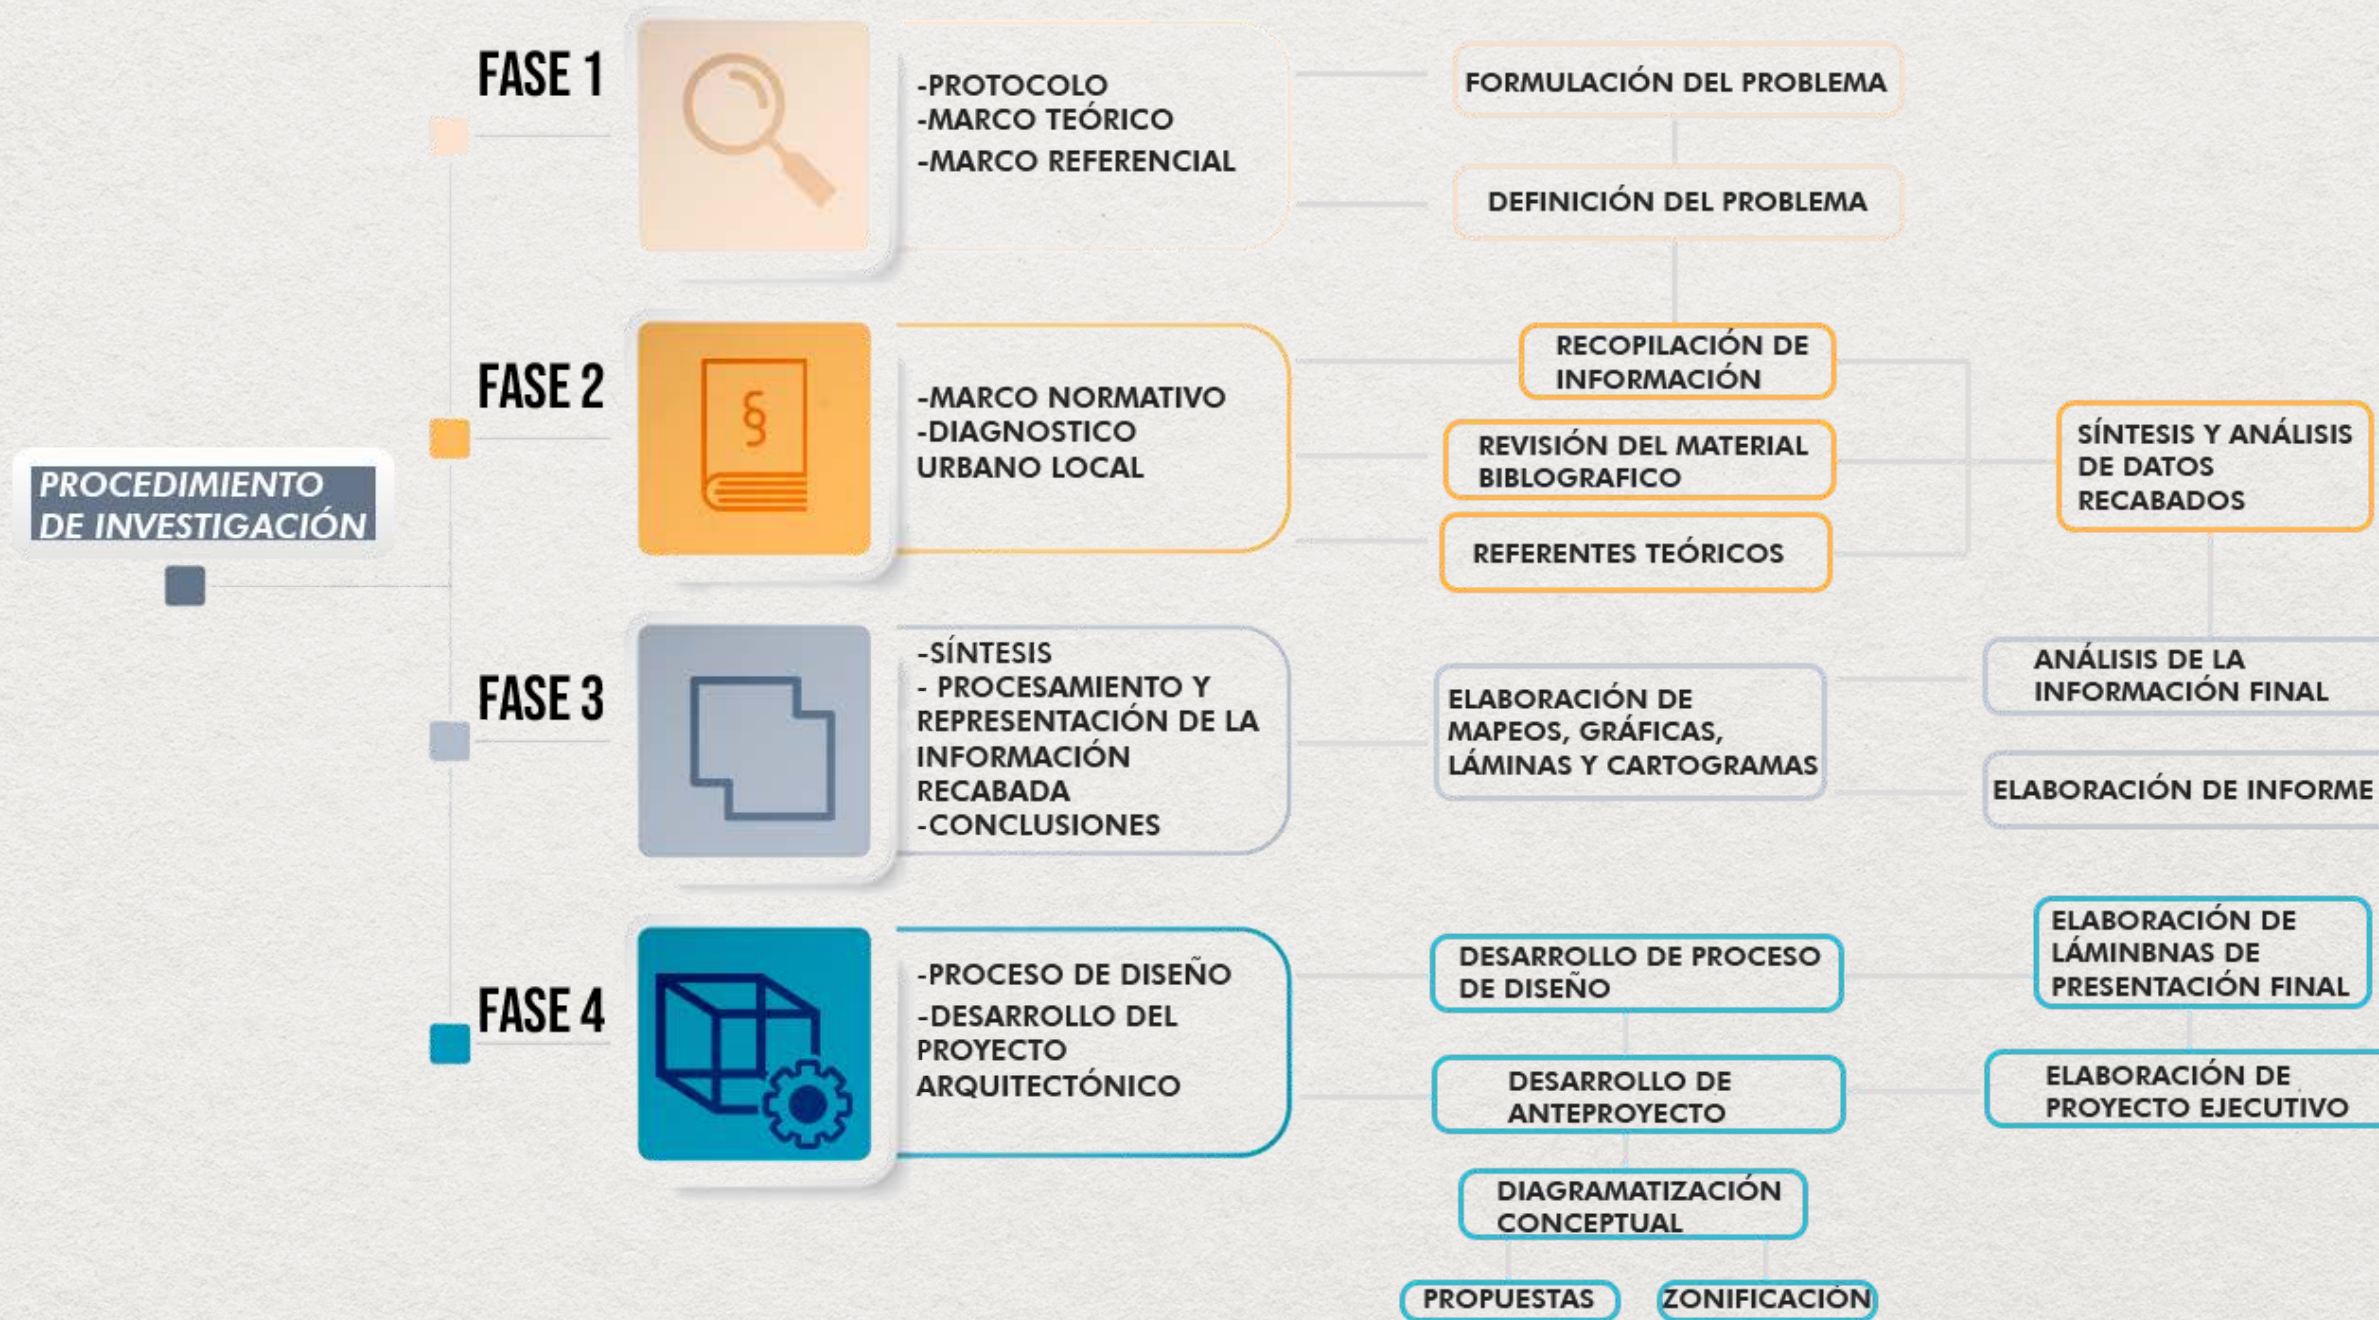 PROCEDIMIENTO
DE INVESTIGACIÓN
FASE 1
-PROTOCOLO
-MARCO TEÓRICO
-MARCO REFERENCIAL
FORMULACIÓN DEL PROBLEMA
DEFINICIÓN DEL PROBLEMA
FASE 2
§
-MARCO NORMATIVO
-DIAGNOSTICO
URBANO LOCAL
RECOPILACIÓN DE
INFORMACIÓN
REVISIÓN DEL MATERIAL
BIBLOGRAFICO
REFERENTES TEÓRICOS
SÍNTESIS Y ANÁLISIS
DE DATOS
RECABADOS
FASE 3
-SÍNTESIS
- PROCESAMIENTO Y
REPRESENTACIÓN DE LA
INFORMACIÓN
RECABADA
-CONCLUSIONES
ELABORACIÓN DE
MAPEOS, GRÁFICAS,
LÁMINAS Y CARTOGRAMAS
ANÁLISIS DE LA
INFORMACIÓN FINAL
ELABORACIÓN DE INFORME
FASE 4
-PROCESO DE DISEÑO
-DESARROLLO DEL
PROYECTO
ARQUITECTÓNICO
DESARROLLO DE PROCESO
DE DISEÑO
DESARROLLO DE
ANTEPROYECTO
DIAGRAMATIZACIÓN
CONCEPTUAL
PROPUESTAS
ZONIFICACIÓN
ELABORACIÓN DE
LÁMINBNAS DE
PRESENTACIÓN FINAL
ELABORACIÓN DE
PROYECTO EJECUTIVO